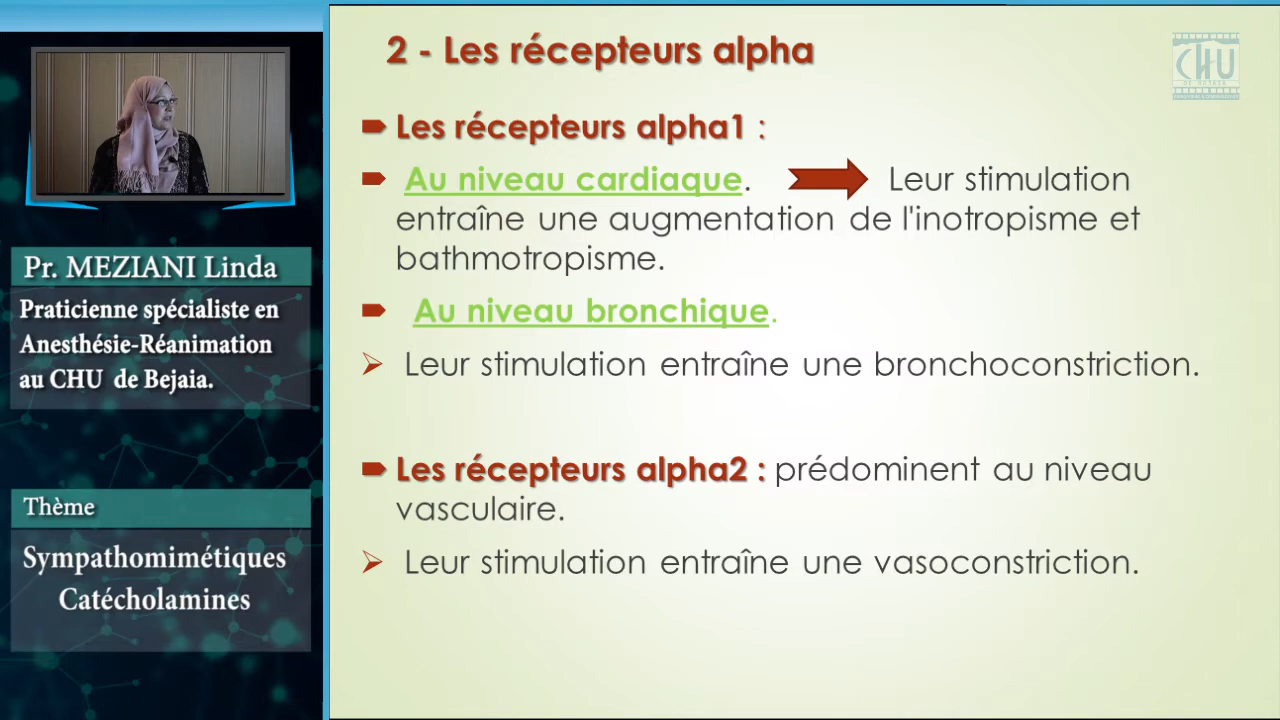 2 - Les récepteurs alpha
CHU
Les récepteurs alpha1 :
Au niveau cardiaque. Leur stimulation
entraîne une augmentation de l'inotropisme et
bathmotropisme.
Au niveau bronchique.
Leur stimulation entraîne une bronchoconstriction.
Les récepteurs alpha2 : prédominent au niveau
vasculaire.
Leur stimulation entraîne une vasoconstriction.
Pr. MEZIANI Linda
Praticienne spécialiste en
Anesthésie-Réanimation
au CHU de Bejaia.
Thème
Sympathomimétiques
Catécholamines